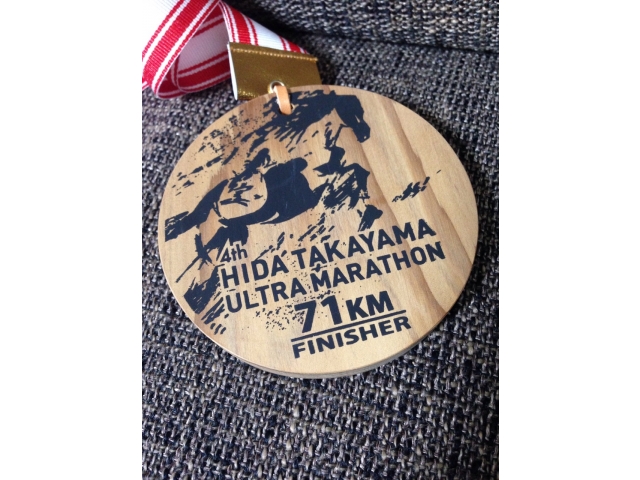 4th
HIDA TAKAYAMA
ULTRA MARATHON
71KM
FINISHER